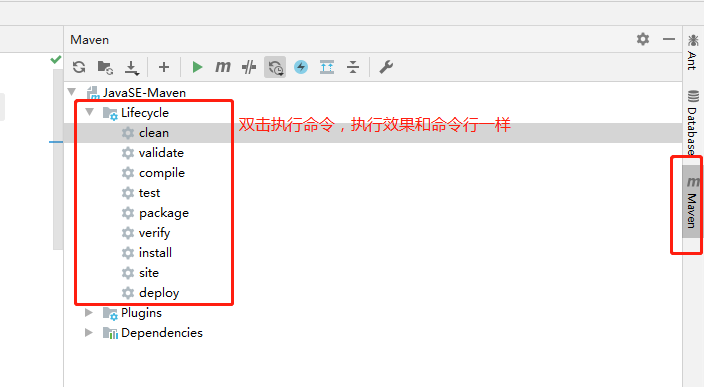 Maven
m
JavaSE-Maven
Lifecycle
clean
双击执行命令，执行效果和命令行一样
validate
compile
test
package
verify
install
site
deploy
Plugins
Dependencies
Ant
Database
m Maven